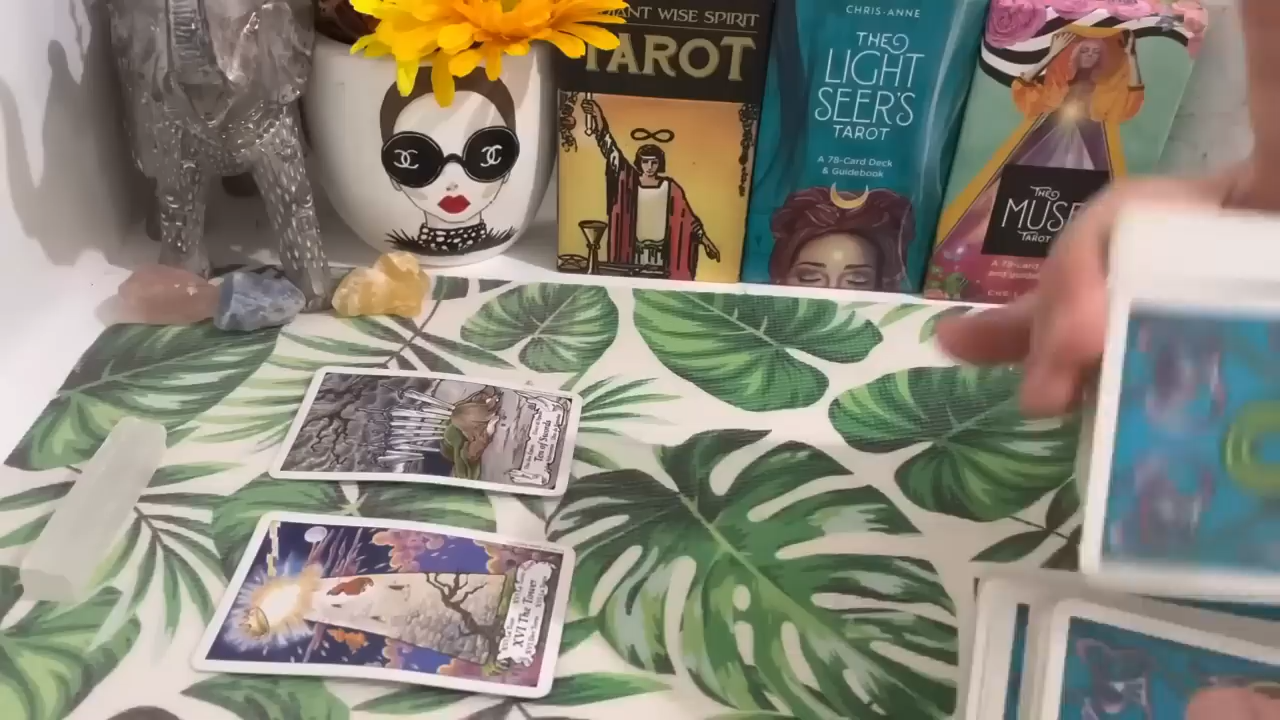 RADIANT WISE SPIRIT
TAROT
CHRIS-ANNE
THE
LIGHT
SEER'S
TAROT
A 78-Card Deck
& Guidebook
THE
MUSE
TAROT
Ten of Swords
XVI The Tower